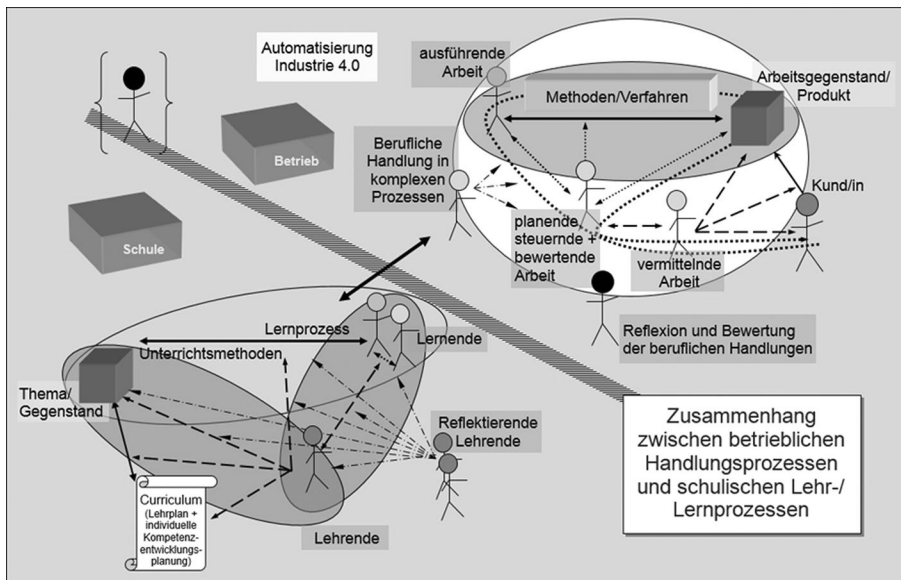 Automatisierung
Industrie 4.0
ausführende
Arbeit
Methoden/Verfahren
Arbeitsgegenstand/
Produkt
Betrieb
Berufliche
Handlung in
komplexen
Prozessen
Kund/in
Schule
planende,
steuernde +
bewertende
Arbeit
vermittelnde
Arbeit
Reflexion und Bewertung
der beruflichen Handlungen
Lernprozess
Lernende
Unterrichtsmethoden
Thema/
Gegenstand
Reflektierende
Lehrende
Curriculum
(Lehrplan +
individuelle
Kompetenz-
entwicklungs-
planung)
Lehrende
Zusammenhang
zwischen betrieblichen
Handlungsprozessen
und schulischen Lehr-/
Lernprozessen